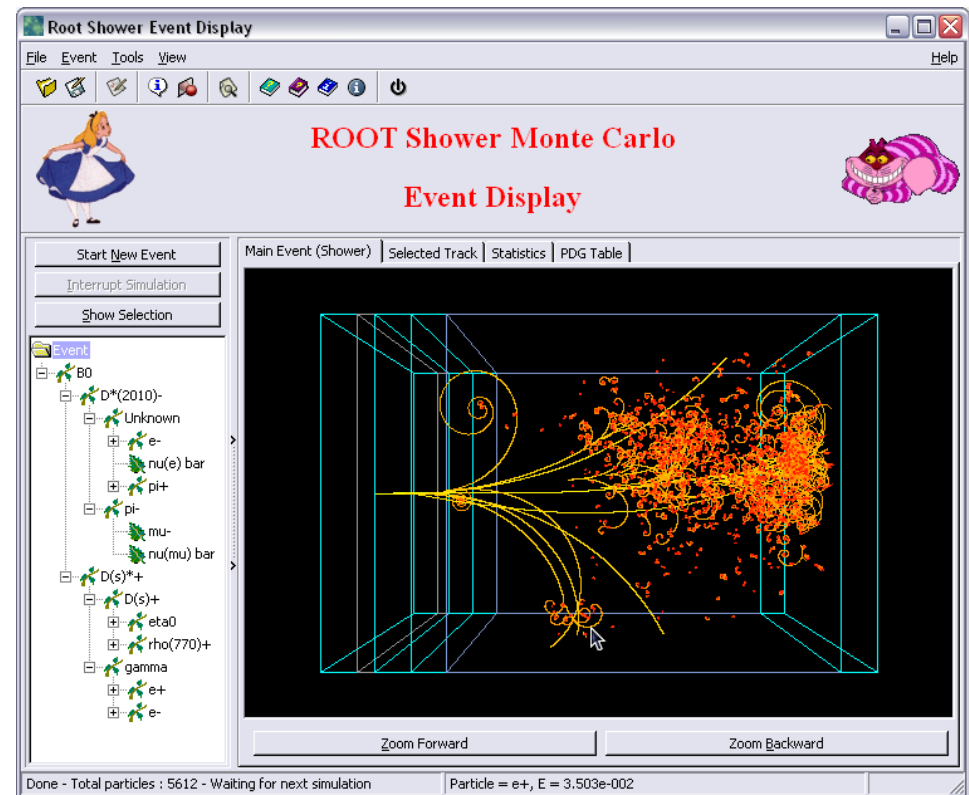 Root Shower Event Display
File Event Tools View Help
ROOT Shower Monte Carlo
Event Display
Start New Event
Interrupt Simulation
Show Selection
Main Event (Shower) Selected Track Statistics PDG Table
Event
B0
D*(2010)-
Unknown
e-
nu(e) bar
pi+
pi-
mu-
nu(mu) bar
D(s)*+
D(s)+
eta0
rho(770)+
gamma
e+
e-
Zoom Forward Zoom Backward
Done - Total particles : 5612 - Waiting for next simulation Particle = e+, E = 3.503e-002